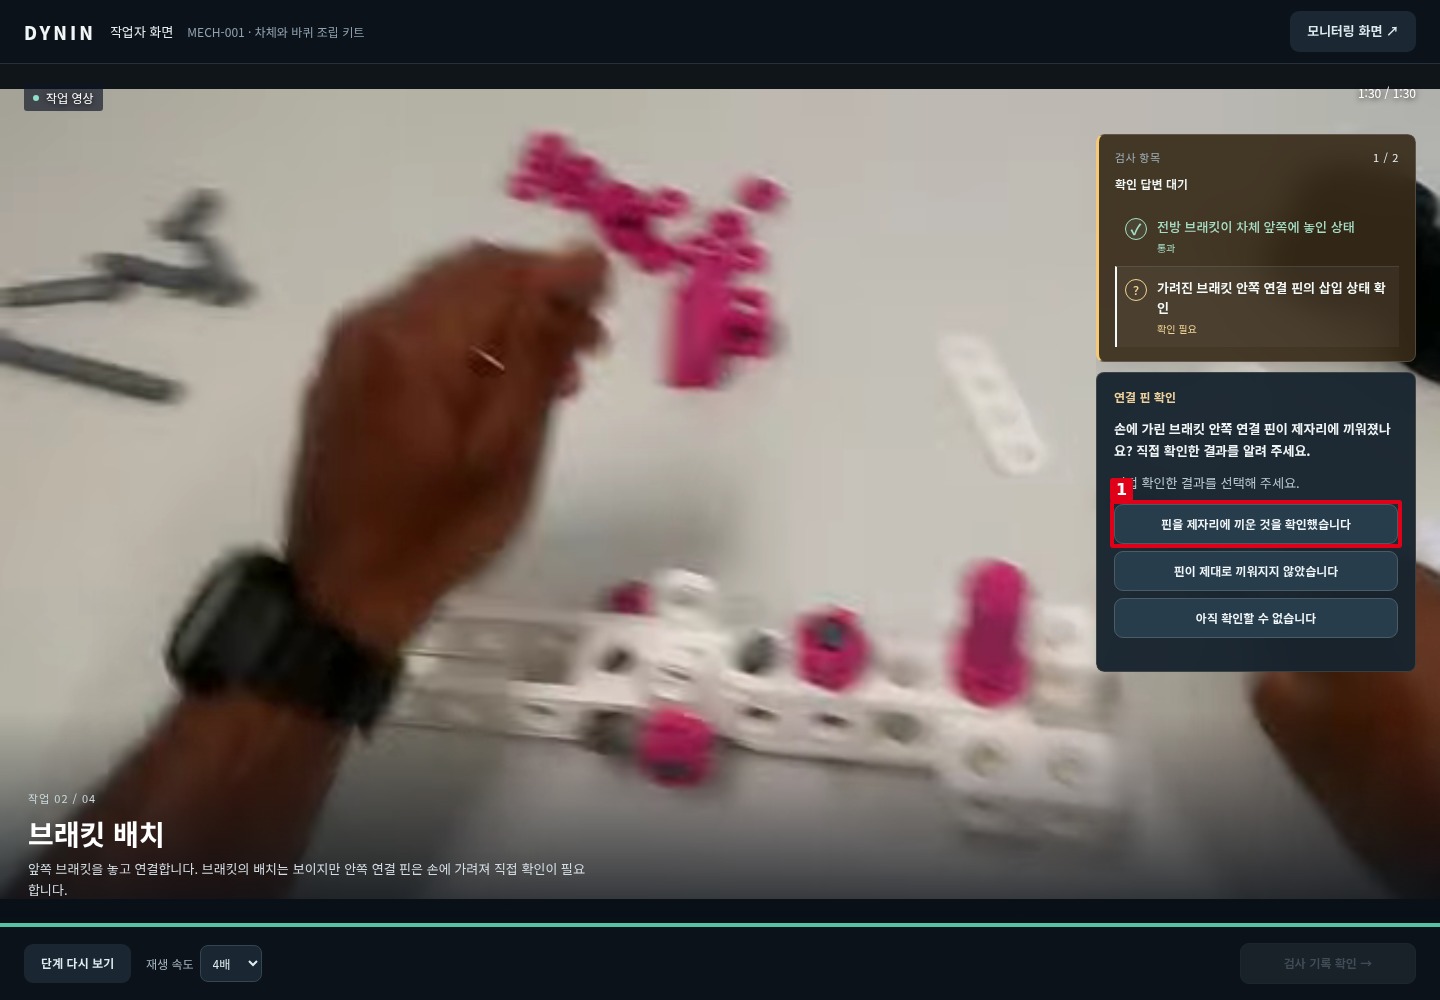 DYNIN 작업자 화면 MECH-001 · 차체와 바퀴 조립 키트
모니터링 화면 ↗
작업 영상
1:30 / 1:30
검사 항목
1 / 2
확인 답변 대기
✓ 전방 브래킷이 차체 앞쪽에 놓인 상태
통과
? 가려진 브래킷 안쪽 연결 핀의 삽입 상태 확
인
확인 필요
연결 핀 확인
손에 가린 브래킷 안쪽 연결 핀이 제자리에 끼워졌나
요? 직접 확인한 결과를 알려 주세요.
확인한 결과를 선택해 주세요.
1
핀을 제자리에 끼운 것을 확인했습니다
핀이 제대로 끼워지지 않았습니다
아직 확인할 수 없습니다
작업 02 / 04
브래킷 배치
앞쪽 브래킷을 놓고 연결합니다. 브래킷의 배치는 보이지만 안쪽 연결 핀은 손에 가려져 직접 확인이 필요
합니다.
단계 다시 보기
재생 속도
4배
검사 기록 확인 →